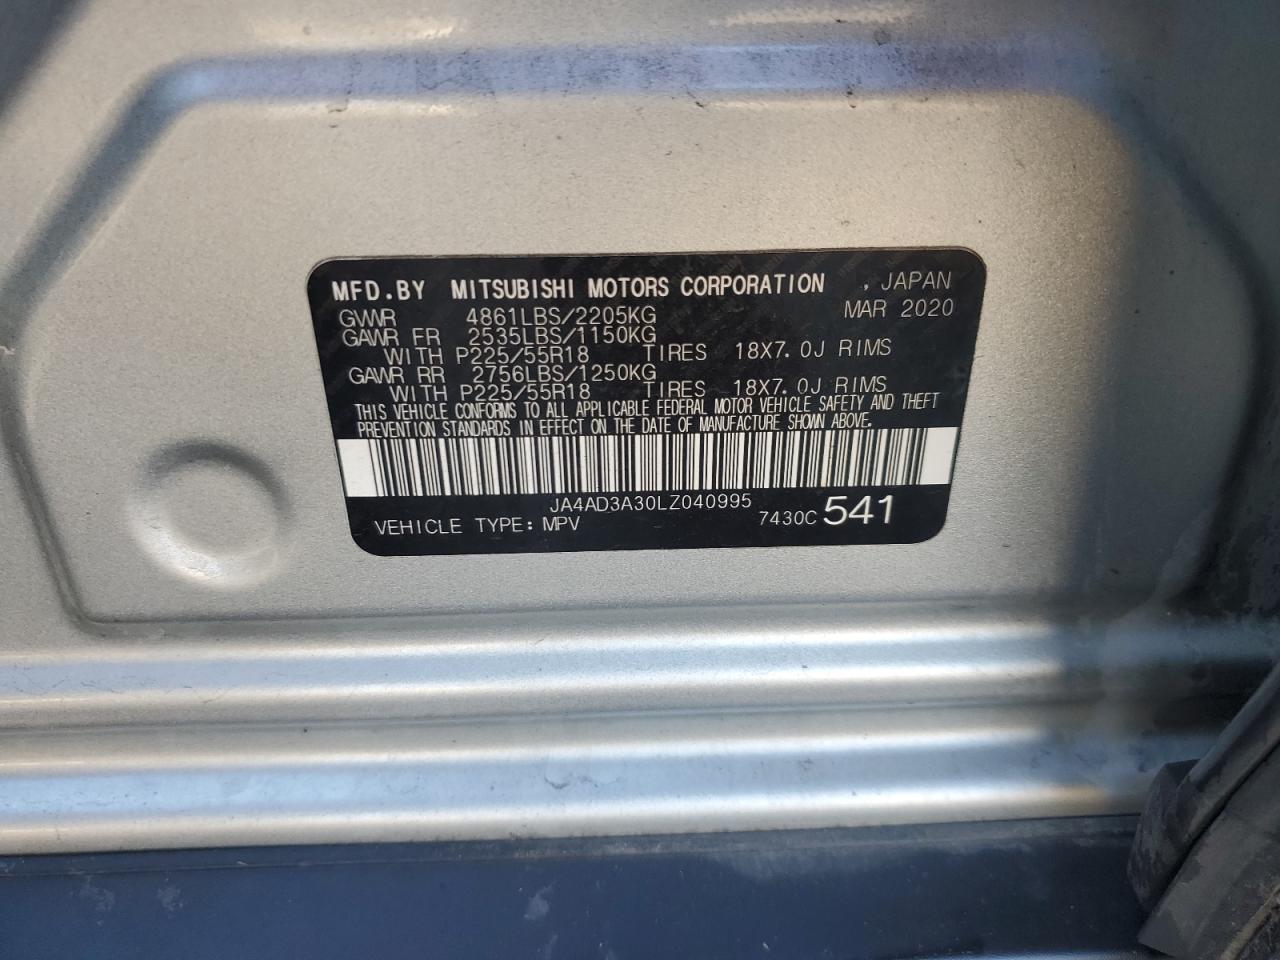 MFD.BY MITSUBISHI MOTORS CORPORATION , JAPAN
GVWR 4861LBS/2205KG MAR 2020
GAWR FR 2535LBS/1150KG
WITH P225/55R18 TIRES 18X7.0J RIMS
GAWR RR 2756LBS/1250KG
WITH P225/55R18 TIRES 18X7.0J RIMS
THIS VEHICLE CONFORMS TO ALL APPLICABLE FEDERAL MOTOR VEHICLE SAFETY AND THEFT
PREVENTION STANDARDS IN EFFECT ON THE DATE OF MANUFACTURE SHOWN ABOVE.
JA4AD3A30LZ040995
VEHICLE TYPE: MPV 7430C 541